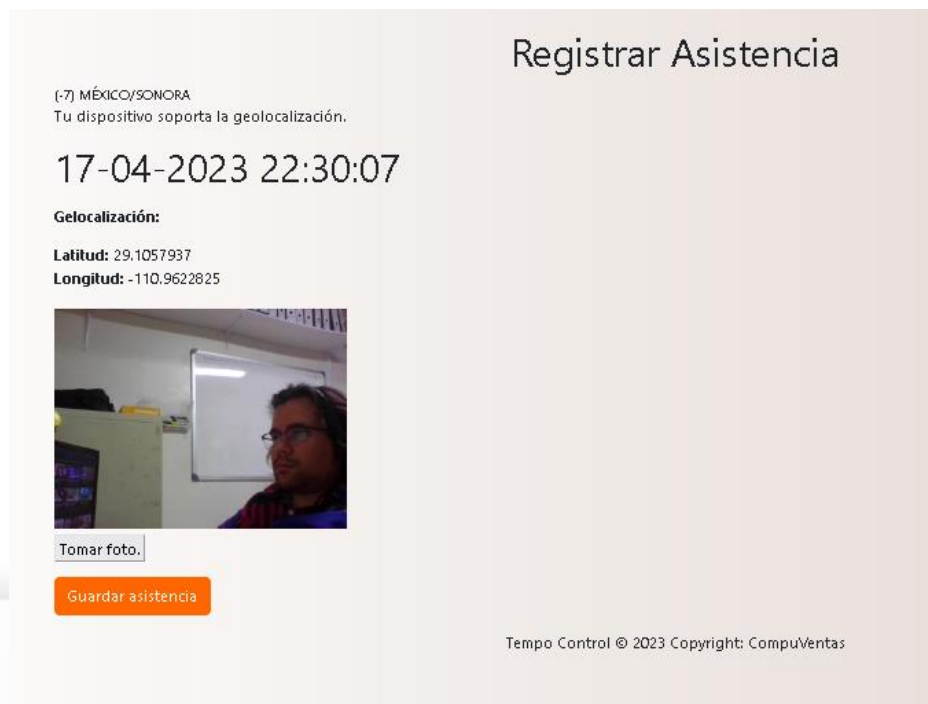 Registrar Asistencia
(-7) MÉXICO/SONORA
Tu dispositivo soporta la geolocalización.
17-04-2023 22:30:07
Gelocalización:
Latitud: 29.1057937
Longitud: -110.9622825
Tomar foto.
Guardar asistencia
Tempo Control © 2023 Copyright: CompuVentas